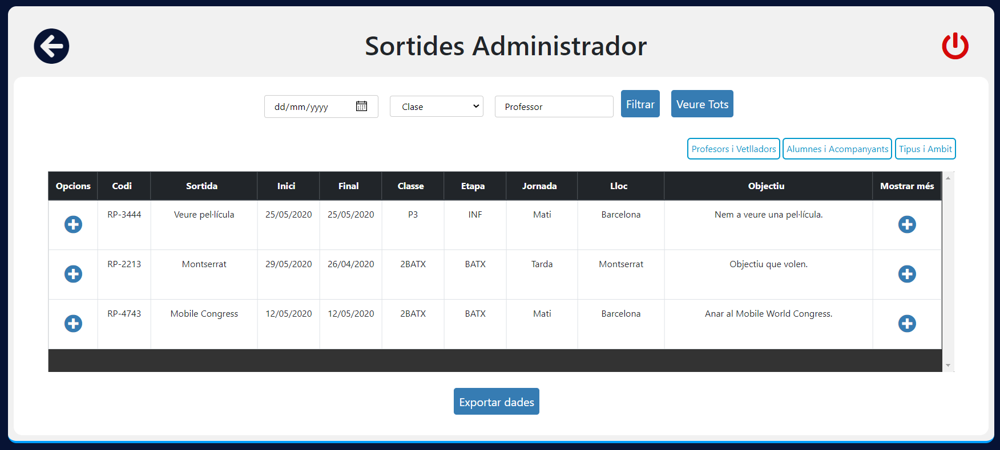 Sortides Administrador
dd/mm/yyyy Clase Professor Filtrar Veure Tots
Profesors i Vetlladors Alumnes i Acompanyants Tipus i Ambit
Opcions Codi Sortida Inici Final Classe Etapa Jornada Lloc Objectiu Mostrar més
RP-3444 Veure pel·lícula 25/05/2020 25/05/2020 P3 INF Mati Barcelona Nem a veure una pel·lícula.
RP-2213 Montserrat 29/05/2020 26/04/2020 2BATX BATX Tarda Montserrat Objectiu que volen.
RP-4743 Mobile Congress 12/05/2020 12/05/2020 2BATX BATX Mati Barcelona Anar al Mobile World Congress.
Exportar dades